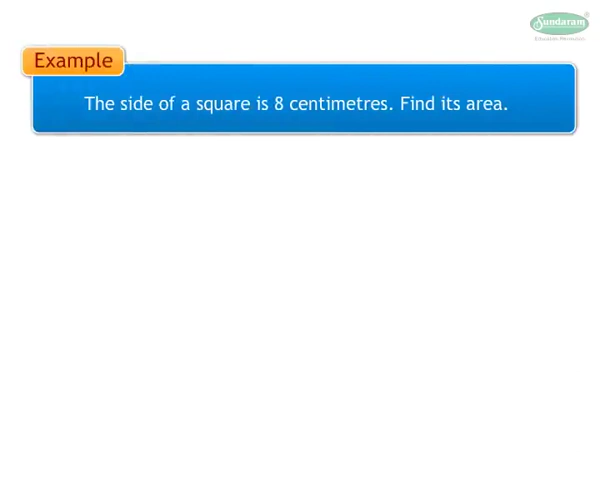 Sundaram
Example
The side of a square is 8 centimetres. Find its area.